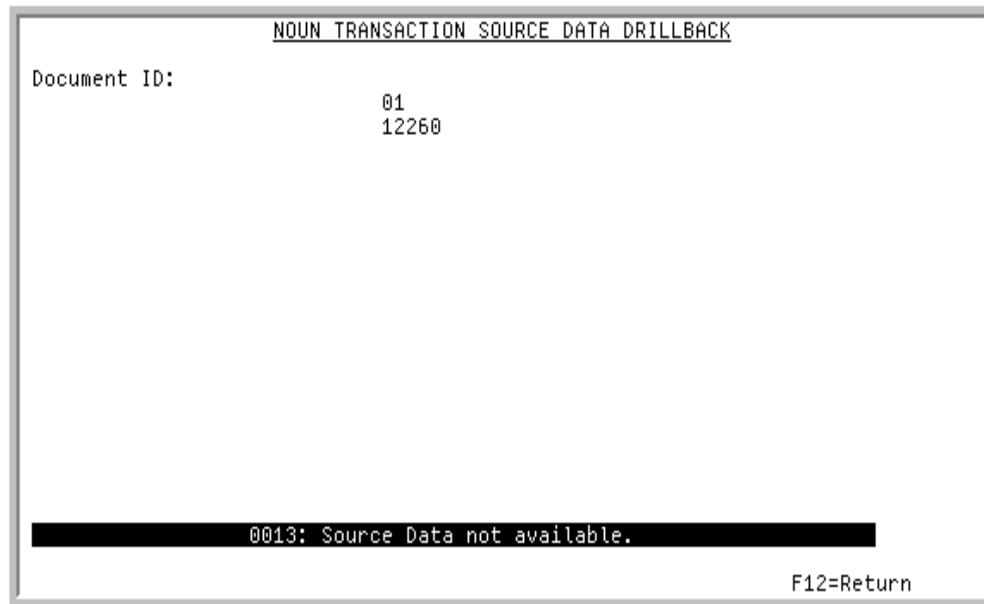 NOUN TRANSACTION SOURCE DATA DRILLBACK
Document ID:
01
12260
0013: Source Data not available.
F12=Return